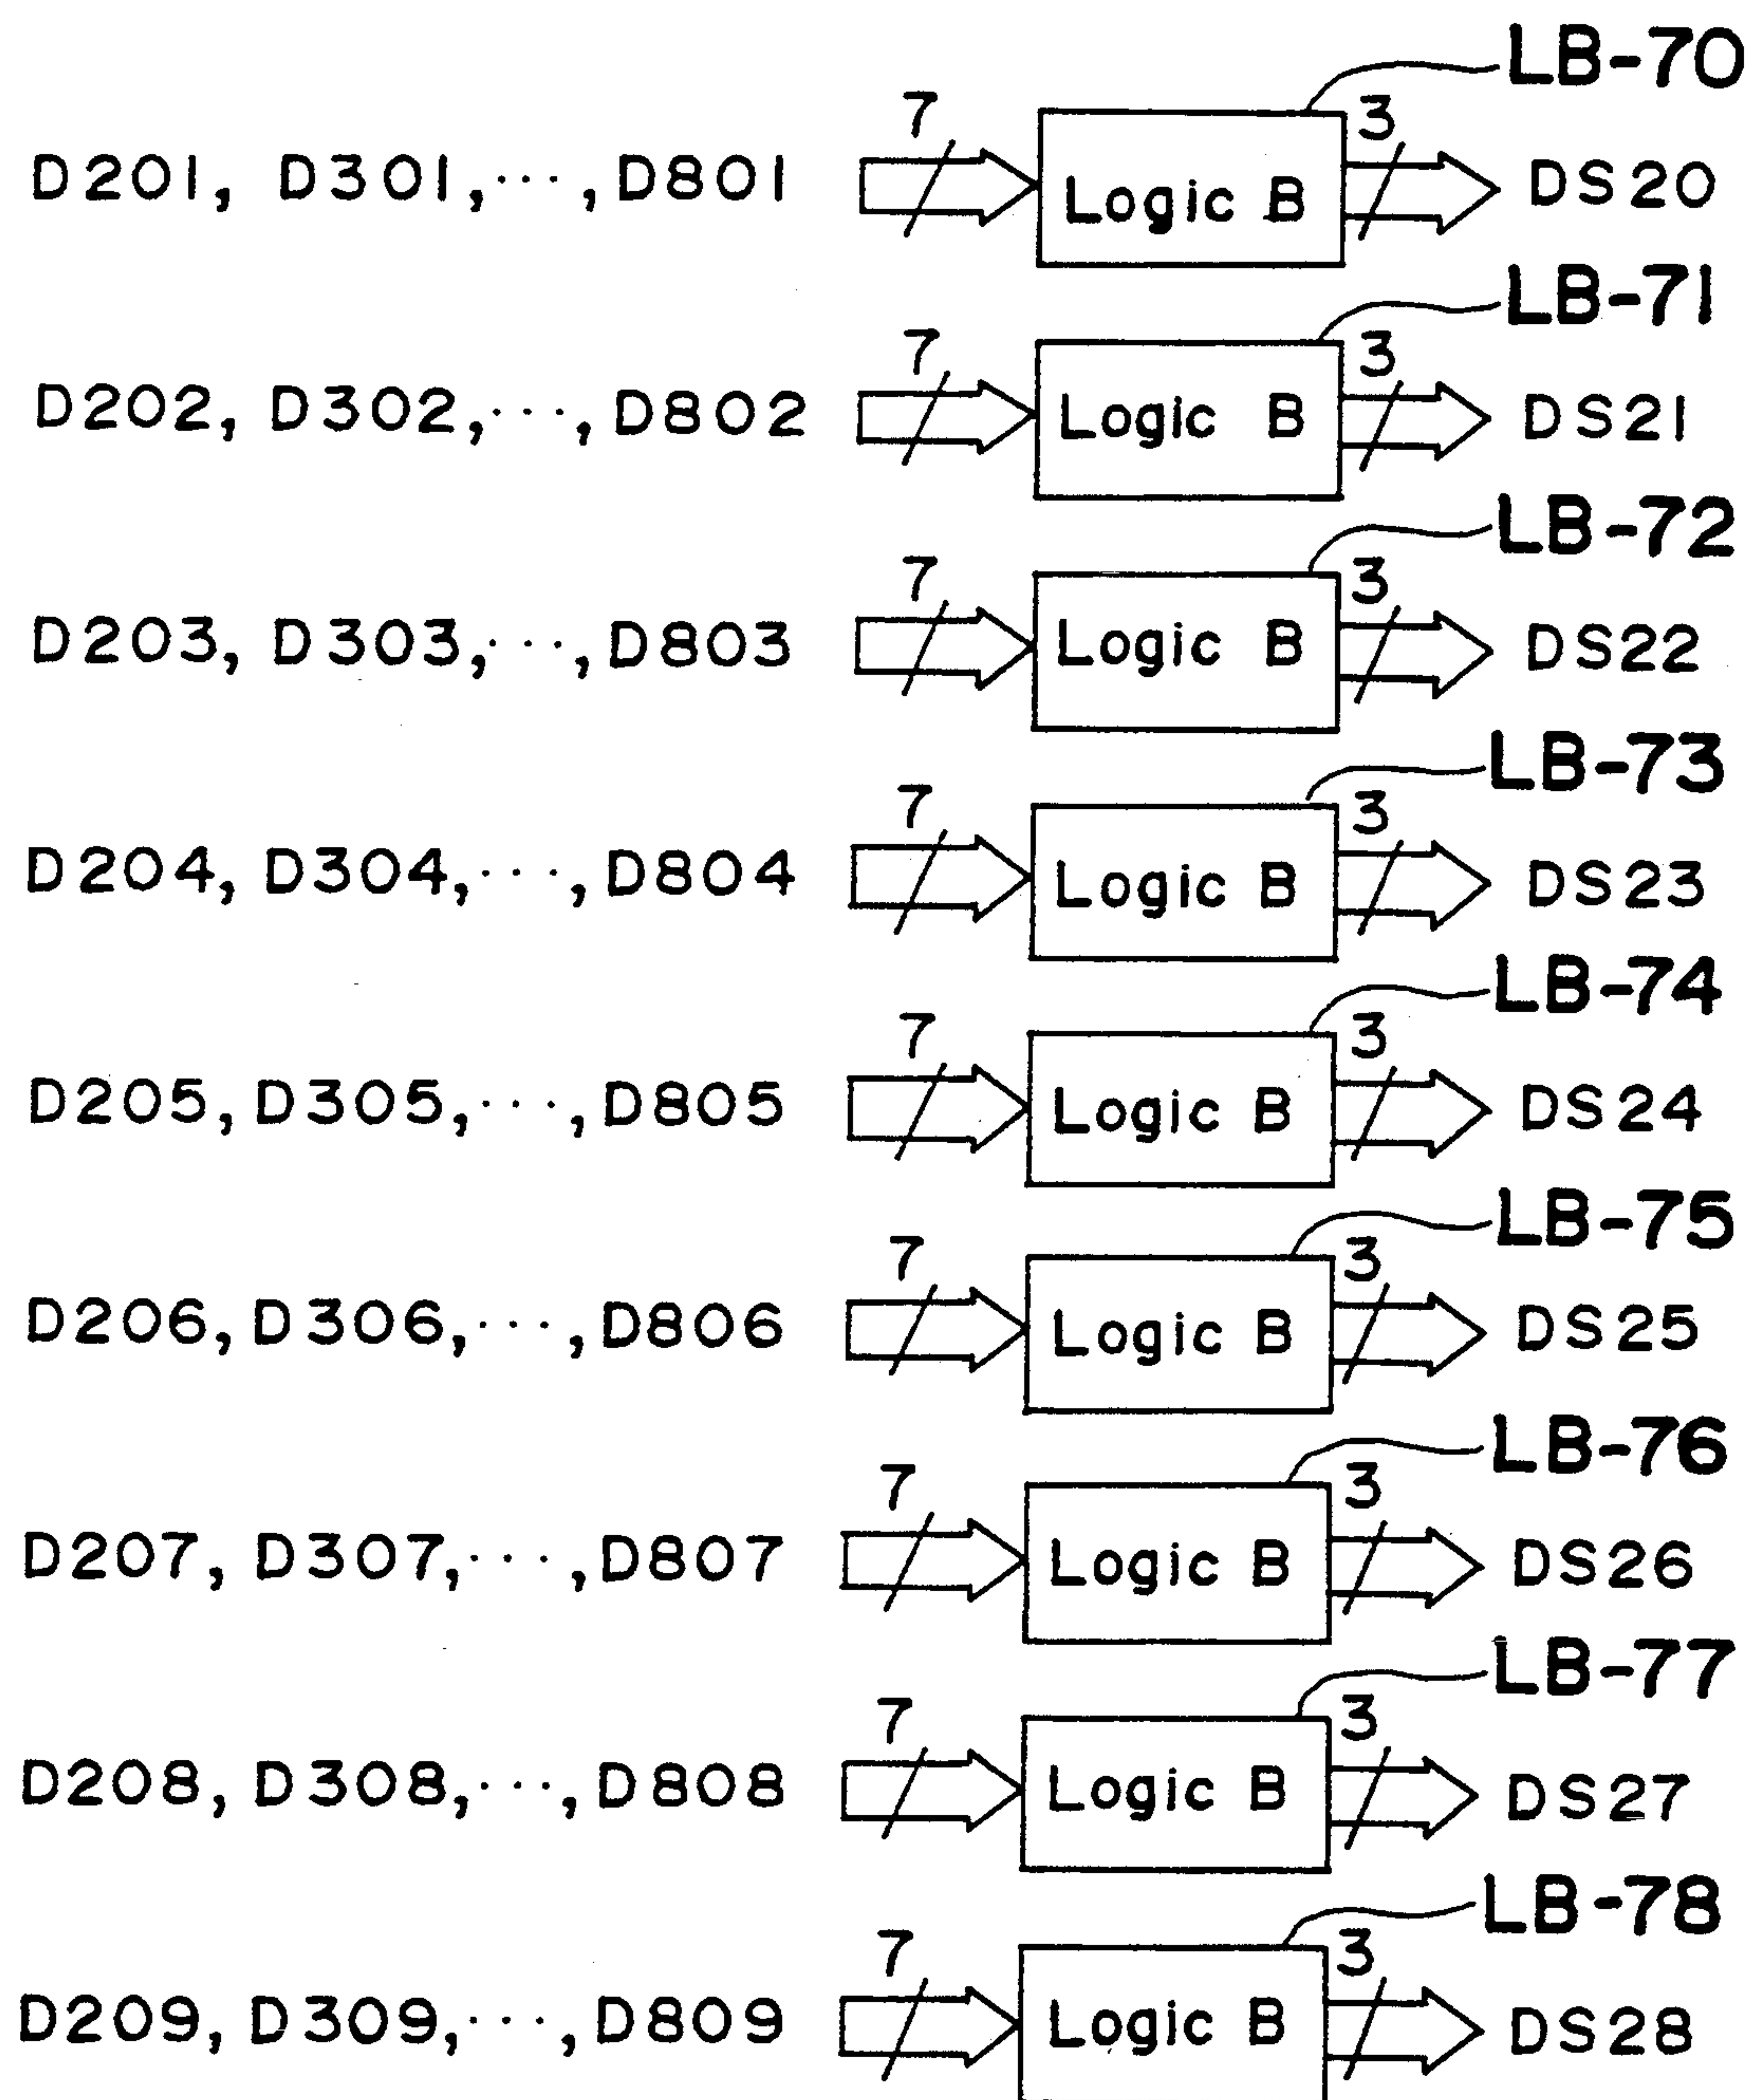 LB-70
D201, D301,···,D801 7 Logic B 3 DS20
LB-71
D202, D302,···,D802 7 Logic B 3 DS21
LB-72
D203, D303,···,D803 7 Logic B 3 DS22
LB-73
D204, D304,···,D804 7 Logic B 3 DS23
LB-74
D205, D305,···,D805 7 Logic B 3 DS24
LB-75
D206, D306,···,D806 7 Logic B 3 DS25
LB-76
D207, D307,···,D807 7 Logic B 3 DS26
LB-77
D208, D308,···,D808 7 Logic B 3 DS27
LB-78
D209, D309,···,D809 7 Logic B 3 DS28